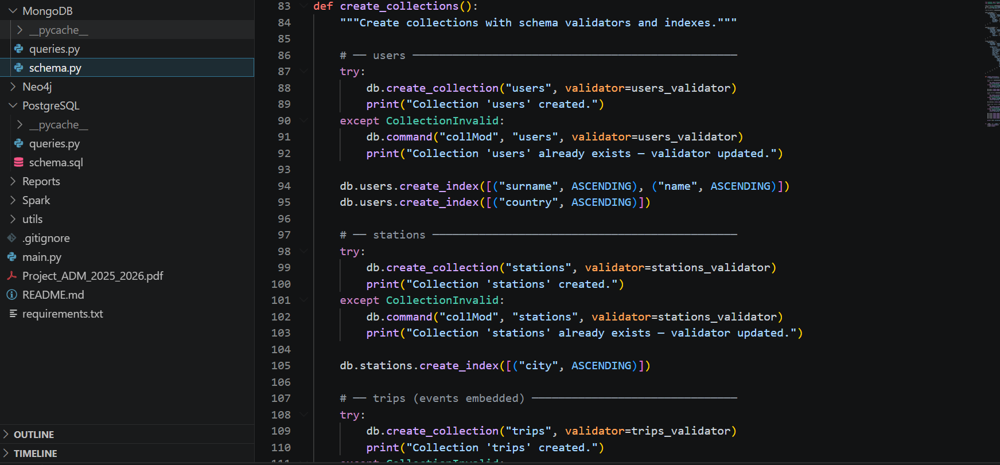 MongoDB
__pycache__
queries.py
schema.py
Neo4j
PostgreSQL
__pycache__
queries.py
schema.sql
Reports
Spark
utils
.gitignore
main.py
Project_ADM_2025_2026.pdf
README.md
requirements.txt
OUTLINE
TIMELINE
83 def create_collections():
84     """Create collections with schema validators and indexes."""
85
86     # ── users ─────────────────────────────────────────────────
87     try:
88         db.create_collection("users", validator=users_validator)
89         print("Collection 'users' created.")
90     except CollectionInvalid:
91         db.command("collMod", "users", validator=users_validator)
92         print("Collection 'users' already exists — validator updated.")
93
94     db.users.create_index([("surname", ASCENDING), ("name", ASCENDING)])
95     db.users.create_index([("country", ASCENDING)])
96
97     # ── stations ──────────────────────────────────────────────
98     try:
99         db.create_collection("stations", validator=stations_validator)
100         print("Collection 'stations' created.")
101     except CollectionInvalid:
102         db.command("collMod", "stations", validator=stations_validator)
103         print("Collection 'stations' already exists — validator updated.")
104
105     db.stations.create_index([("city", ASCENDING)])
106
107     # ── trips (events embedded) ───────────────────────────────
108     try:
109         db.create_collection("trips", validator=trips_validator)
110         print("Collection 'trips' created.")
111     except CollectionInvalid: